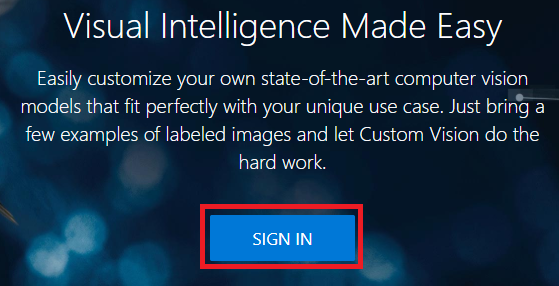 Visual Intelligence Made Easy
Easily customize your own state-of-the-art computer vision
models that fit perfectly with your unique use case. Just bring a
few examples of labeled images and let Custom Vision do the
hard work.
SIGN IN